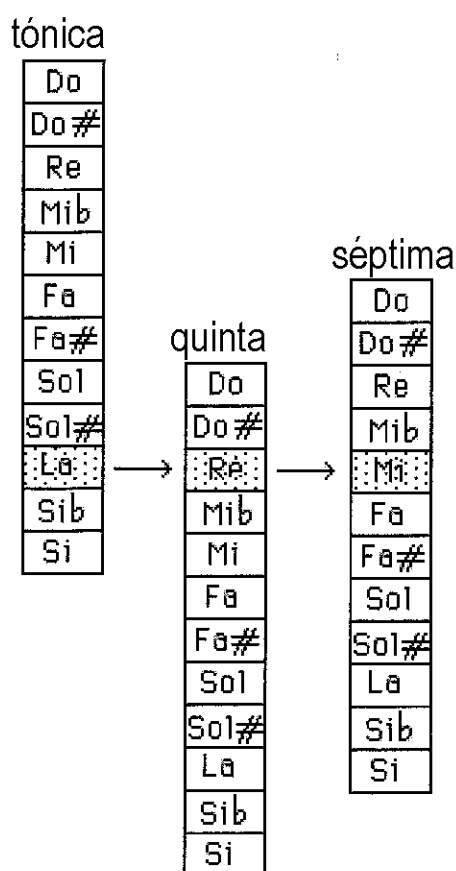 tónica
Do
Do#
Re
Mib
Mi
Fa
Fa#
Sol
Sol#
La
Sib
Si
quinta
Do
Do#
Re
Mib
Mi
Fa
Fa#
Sol
Sol#
La
Sib
Si
séptima
Do
Do#
Re
Mib
Mi
Fa
Fa#
Sol
Sol#
La
Sib
Si